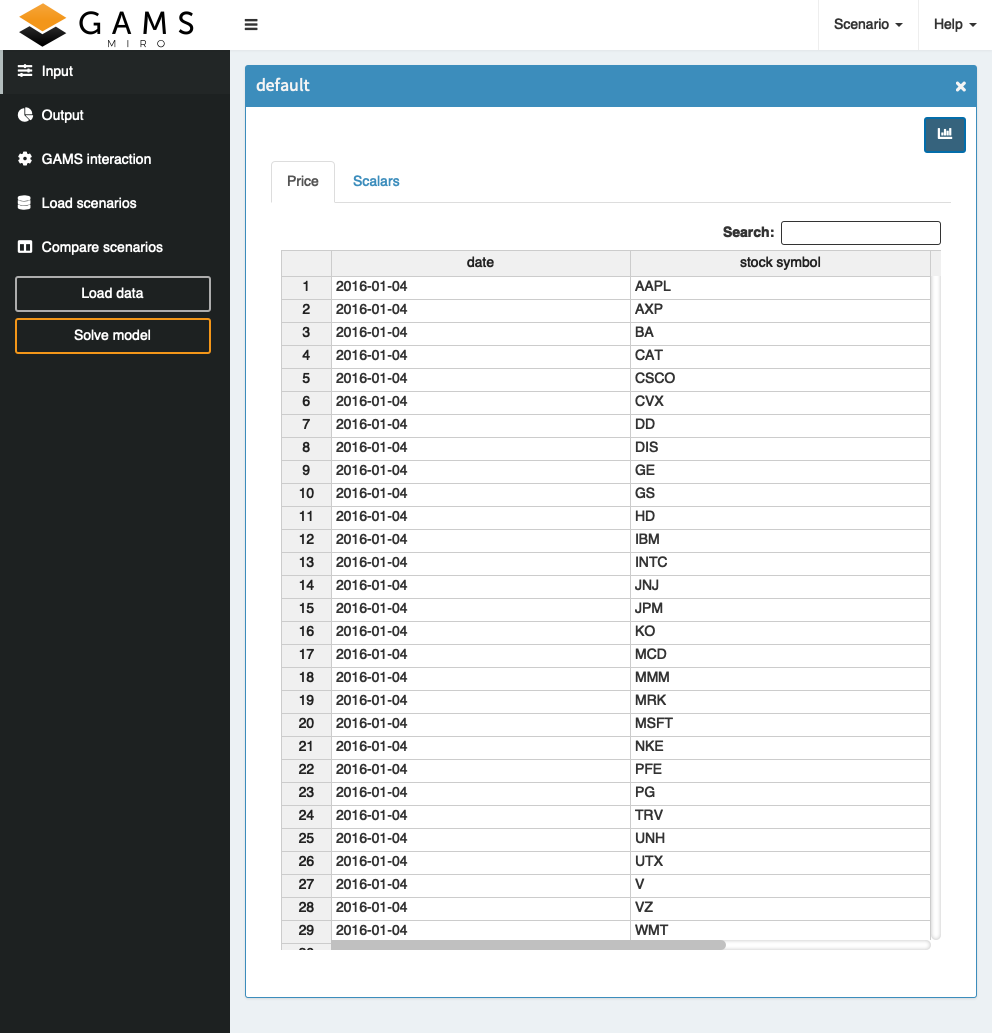 GAMS
MIRO
Scenario
Help
Input
Output
GAMS interaction
Load scenarios
Compare scenarios
Load data
Solve model
default
Price Scalars
Search:
date stock symbol
1 2016-01-04 AAPL
2 2016-01-04 AXP
3 2016-01-04 BA
4 2016-01-04 CAT
5 2016-01-04 CSCO
6 2016-01-04 CVX
7 2016-01-04 DD
8 2016-01-04 DIS
9 2016-01-04 GE
10 2016-01-04 GS
11 2016-01-04 HD
12 2016-01-04 IBM
13 2016-01-04 INTC
14 2016-01-04 JNJ
15 2016-01-04 JPM
16 2016-01-04 KO
17 2016-01-04 MCD
18 2016-01-04 MMM
19 2016-01-04 MRK
20 2016-01-04 MSFT
21 2016-01-04 NKE
22 2016-01-04 PFE
23 2016-01-04 PG
24 2016-01-04 TRV
25 2016-01-04 UNH
26 2016-01-04 UTX
27 2016-01-04 V
28 2016-01-04 VZ
29 2016-01-04 WMT